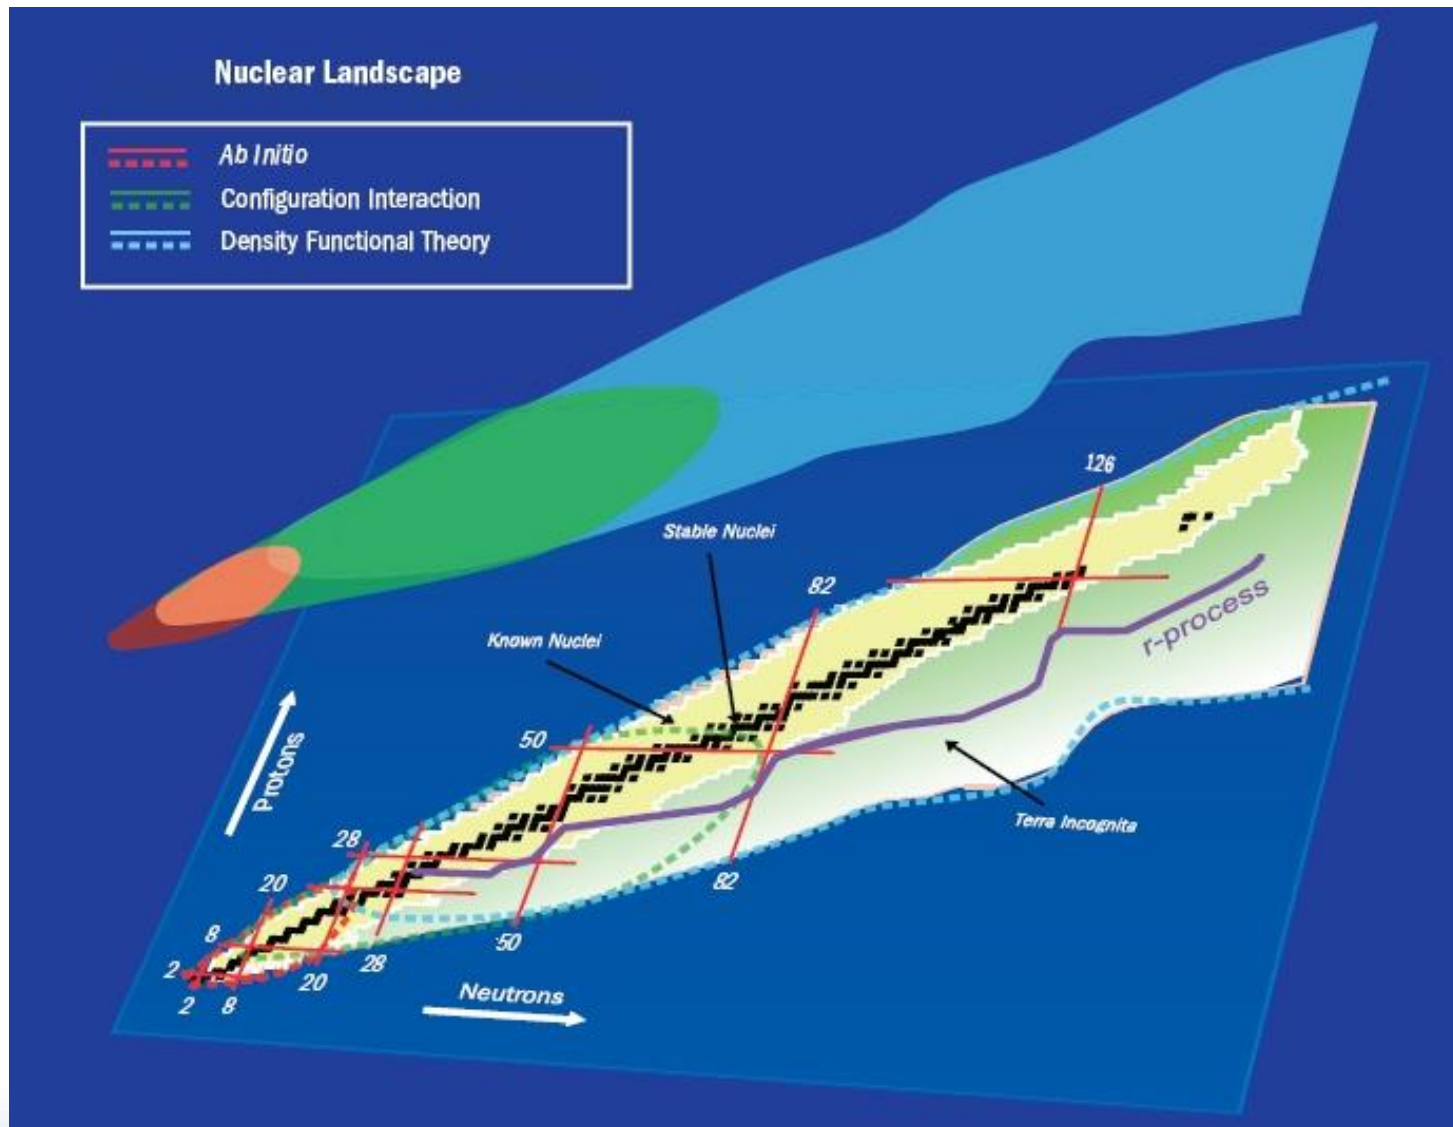 Nuclear Landscape
Ab Initio
Configuration Interaction
Density Functional Theory
126
Stable Nuclei
82
Known Nuclei
r-process
50
Protons
Terra Incognita
28
82
20
8
50
2
28
20
2
8
Neutrons